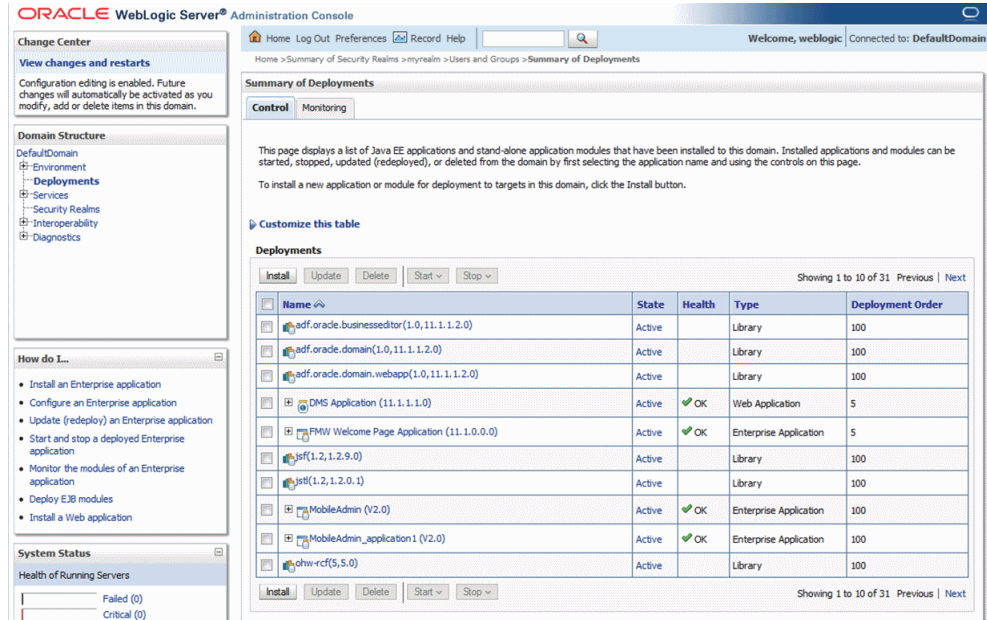 ORACLE WebLogic Server® Administration Console
Change Center
View changes and restarts
Configuration editing is enabled. Future
changes will automatically be activated as you
modify, add or delete items in this domain.
Domain Structure
DefaultDomain
Environment
Deployments
Services
Security Realms
Interoperability
Diagnostics
How do I...
Install an Enterprise application
Configure an Enterprise application
Update (redeploy) an Enterprise application
Start and stop a deployed Enterprise
application
Monitor the modules of an Enterprise
application
Deploy EJB modules
Install a Web application
System Status
Health of Running Servers
Failed (0)
Critical (0)
Home Log Out Preferences Record Help
Welcome, weblogic Connected to: DefaultDomain
Home >Summary of Security Realms >myrealm >Users and Groups >Summary of Deployments
Summary of Deployments
Control Monitoring
This page displays a list of Java EE applications and stand-alone application modules that have been installed to this domain. Installed applications and modules can be
started, stopped, updated (redeployed), or deleted from the domain by first selecting the application name and using the controls on this page.
To install a new application or module for deployment to targets in this domain, click the Install button.
Customize this table
Deployments
Install Update Delete Start Stop Showing 1 to 10 of 31 Previous | Next
Name State Health Type Deployment Order
adf.oracle.businesseditor(1.0,11.1.1.2.0) Active Library 100
adf.oracle.domain(1.0,11.1.1.2.0) Active Library 100
adf.oracle.domain.webapp(1.0,11.1.1.2.0) Active Library 100
DMS Application (11.1.1.1.0) Active OK Web Application 5
FMW Welcome Page Application (11.1.0.0.0) Active OK Enterprise Application 5
jsf(1.2,1.2.9.0) Active Library 100
jstl(1.2,1.2.0.1) Active Library 100
MobileAdmin (V2.0) Active OK Enterprise Application 100
MobileAdmin_application1 (V2.0) Active OK Enterprise Application 100
ohw-rcf(5,5.0) Active Library 100
Install Update Delete Start Stop Showing 1 to 10 of 31 Previous | Next